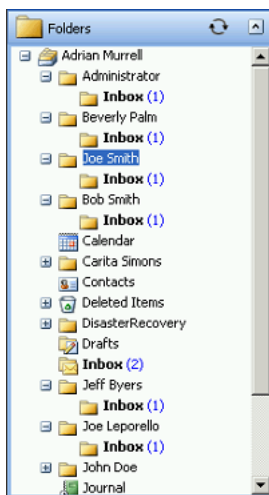 Folders
Adrian Murrell
Administrator
Inbox (1)
Beverly Palm
Inbox (1)
Joe Smith
Inbox (1)
Bob Smith
Inbox (1)
Calendar
Carita Simons
Contacts
Deleted Items
DisasterRecovery
Drafts
Inbox (2)
Jeff Byers
Inbox (1)
Joe Leporello
Inbox (1)
John Doe
Journal